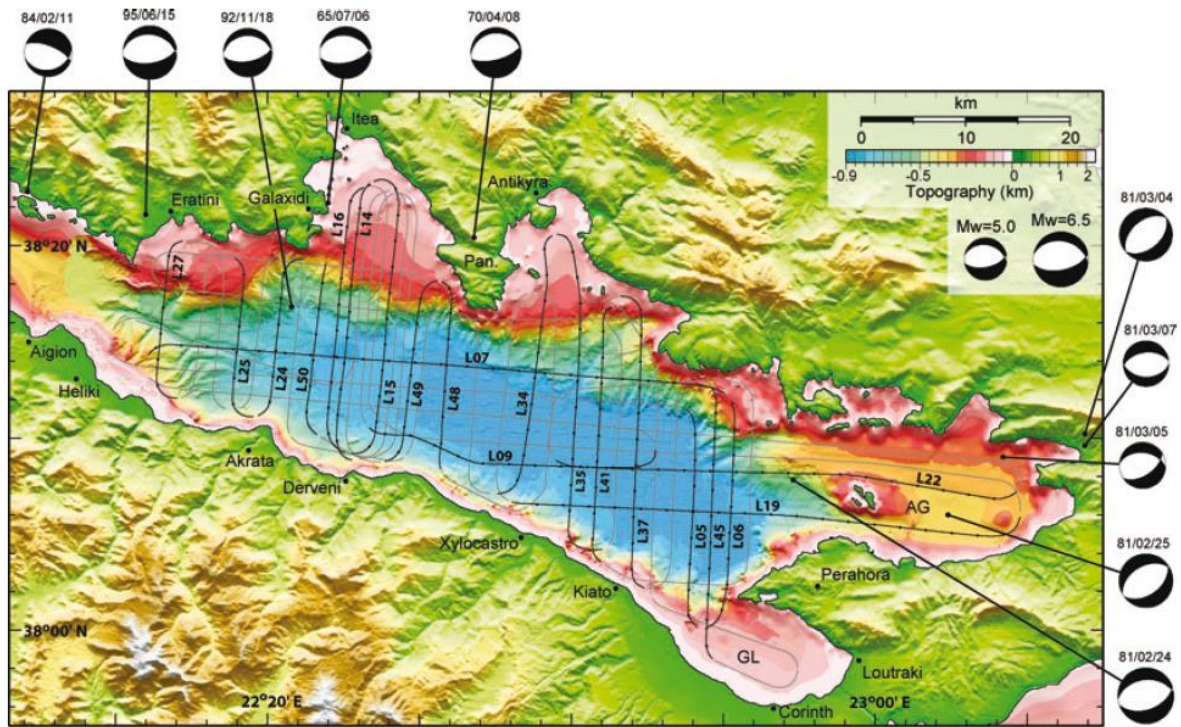 84/02/11 95/06/15 92/11/18 65/07/06 70/04/08
km
0 10 20
-0.9 -0.5 0 1 2
Topography (km)
Mw=5.0 Mw=6.5
81/03/04
81/03/07
81/03/05
81/02/25
81/02/24
Itea
Antikyra
Eratini
Galaxidi
L16
L14
Pan.
38°20' N
L27
Aigion
Heliki
L25
L24
L50
L15
L49
L48
L07
L34
Akrata
Derveni
L09
L35
L41
L22
AG
L19
L37
L05
L45
L06
Xylocastro
Kiato
Perahora
38°00' N
GL
Loutraki
22°20' E
23°00 E
Corinth